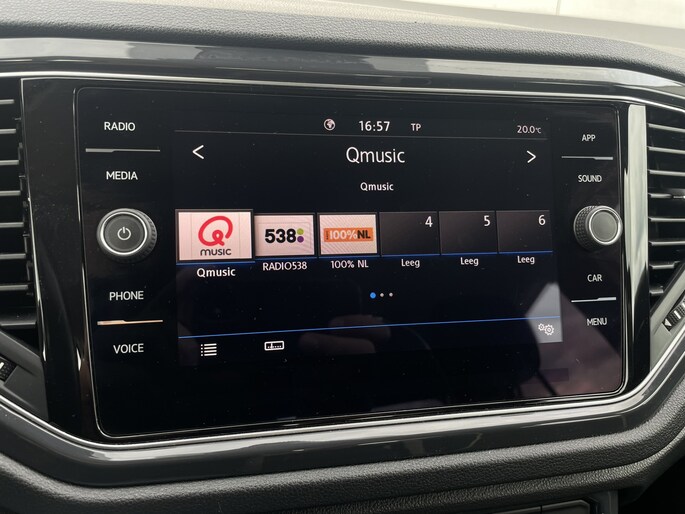 RADIO
MEDIA
PHONE
VOICE
16:57 TP 20.0°C
Qmusic
Qmusic
Q MUSIC
538
100%NL
4
5
6
Qmusic
RADIO538
100% NL
Leeg
Leeg
Leeg
APP
SOUND
CAR
MENU